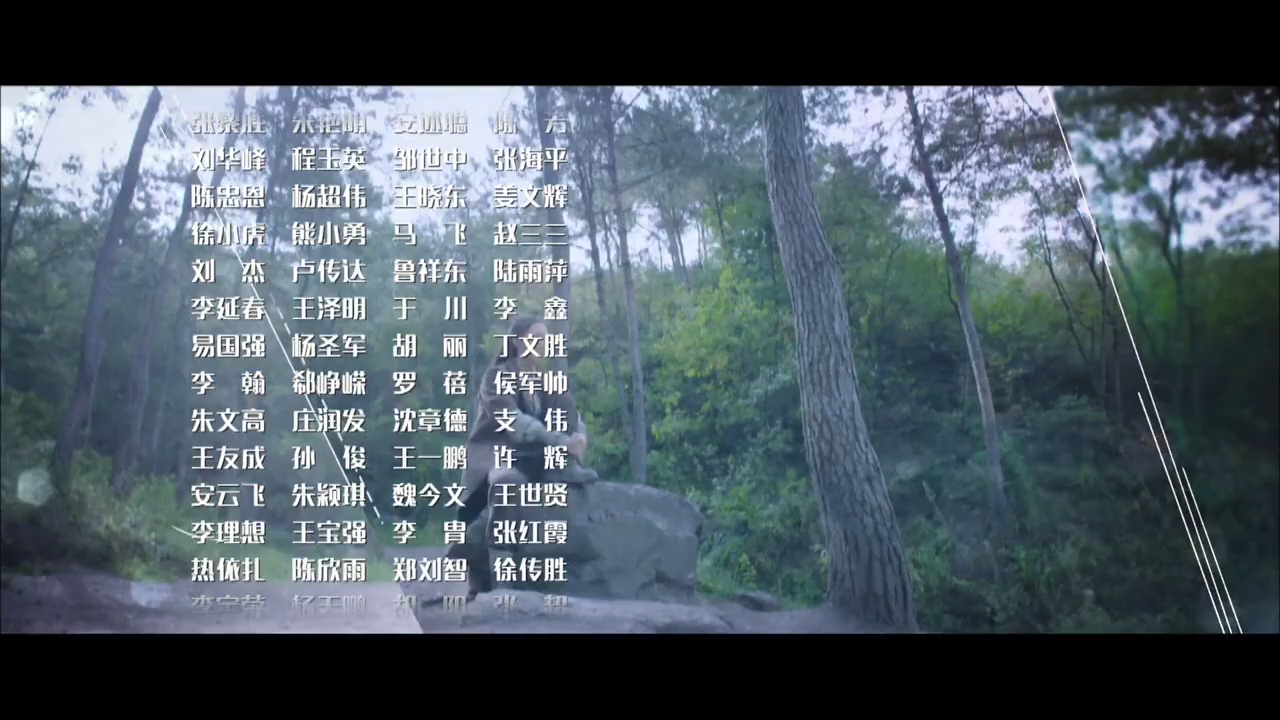 刘华峰 程玉英 邹世中 张海平
陈忠恩 杨超伟 王晓东 姜文辉
徐小虎 熊小勇 马 飞 赵三三
刘 杰 卢传达 鲁祥东 陆雨萍
李延春 王泽明 于 川 李 鑫
易国强 杨圣军 胡 丽 丁文胜
李 翰 郗峥嵘 罗 蓓 侯军帅
朱文高 庄润发 沈章德 支 伟
王友成 孙 俊 王一鹏 许 辉
安云飞 朱颖琪 魏今文 王世贤
李理想 王宝强 李 胄 张红霞
热依扎 陈欣雨 郑刘智 徐传胜